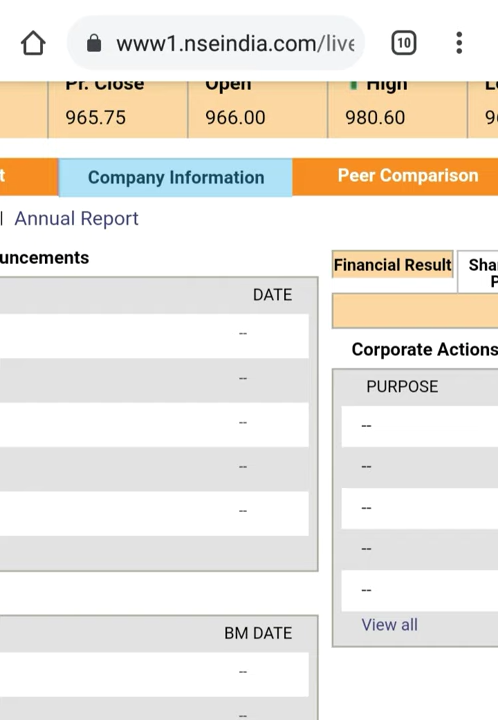 www1.nseindia.com/live
10
Pr. Close Open High
965.75 966.00 980.60
Company Information Peer Comparison
Annual Report
uncements
Financial Result
DATE
Corporate Actions
PURPOSE
--
--
--
--
--
--
--
--
--
--
View all
BM DATE
--
--